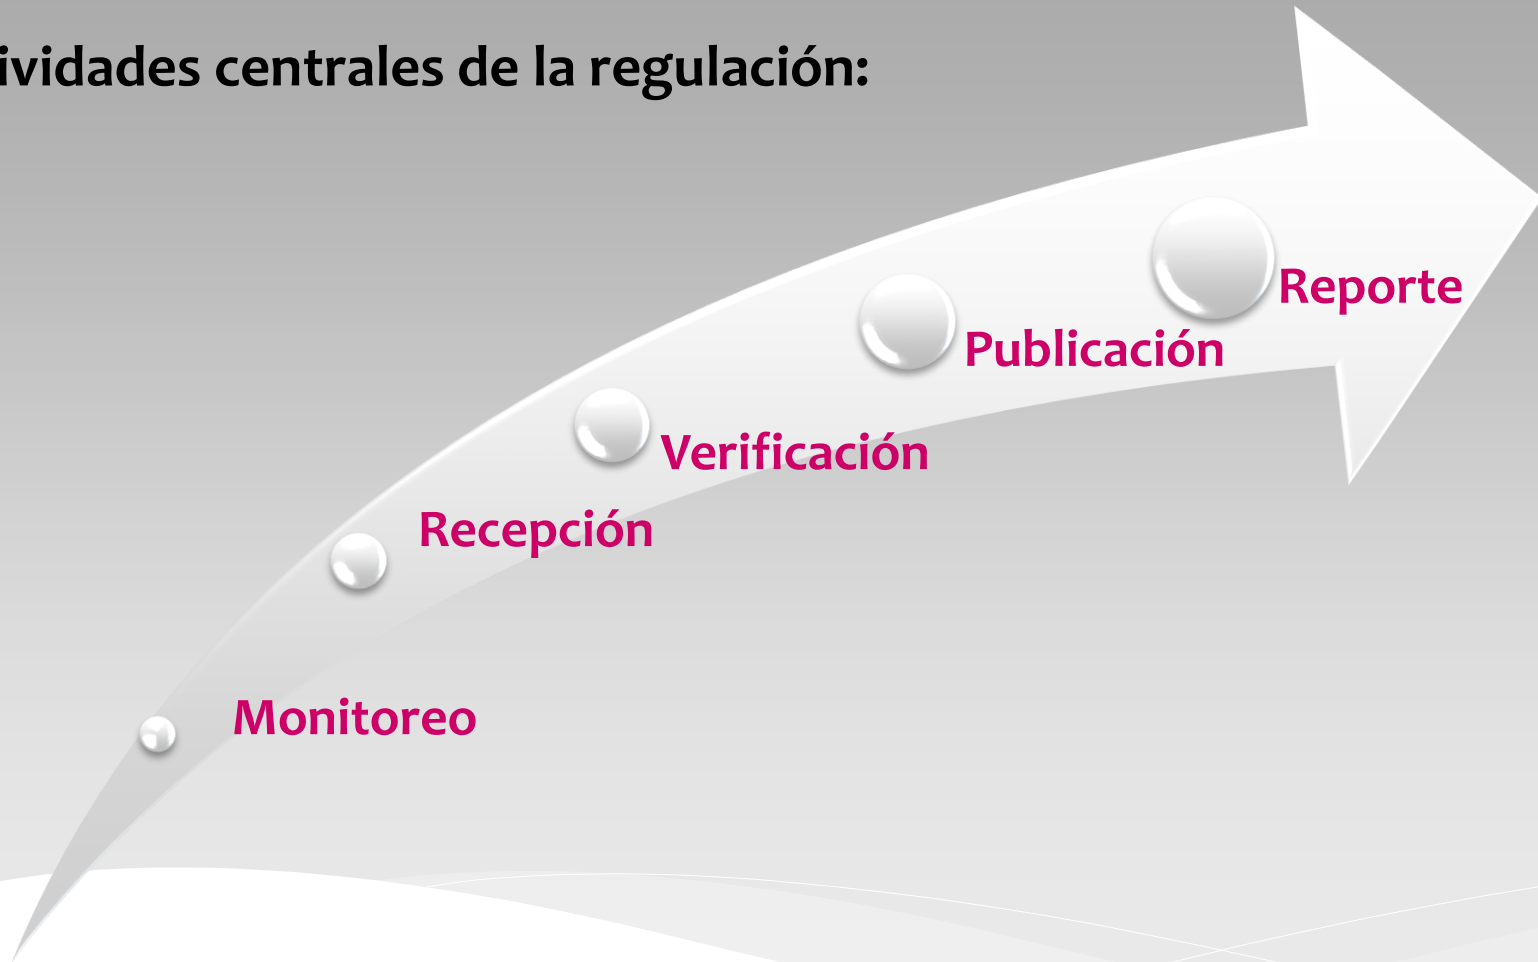 ividades centrales de la regulación:
Reporte
Publicación
Verificación
Recepción
Monitoreo